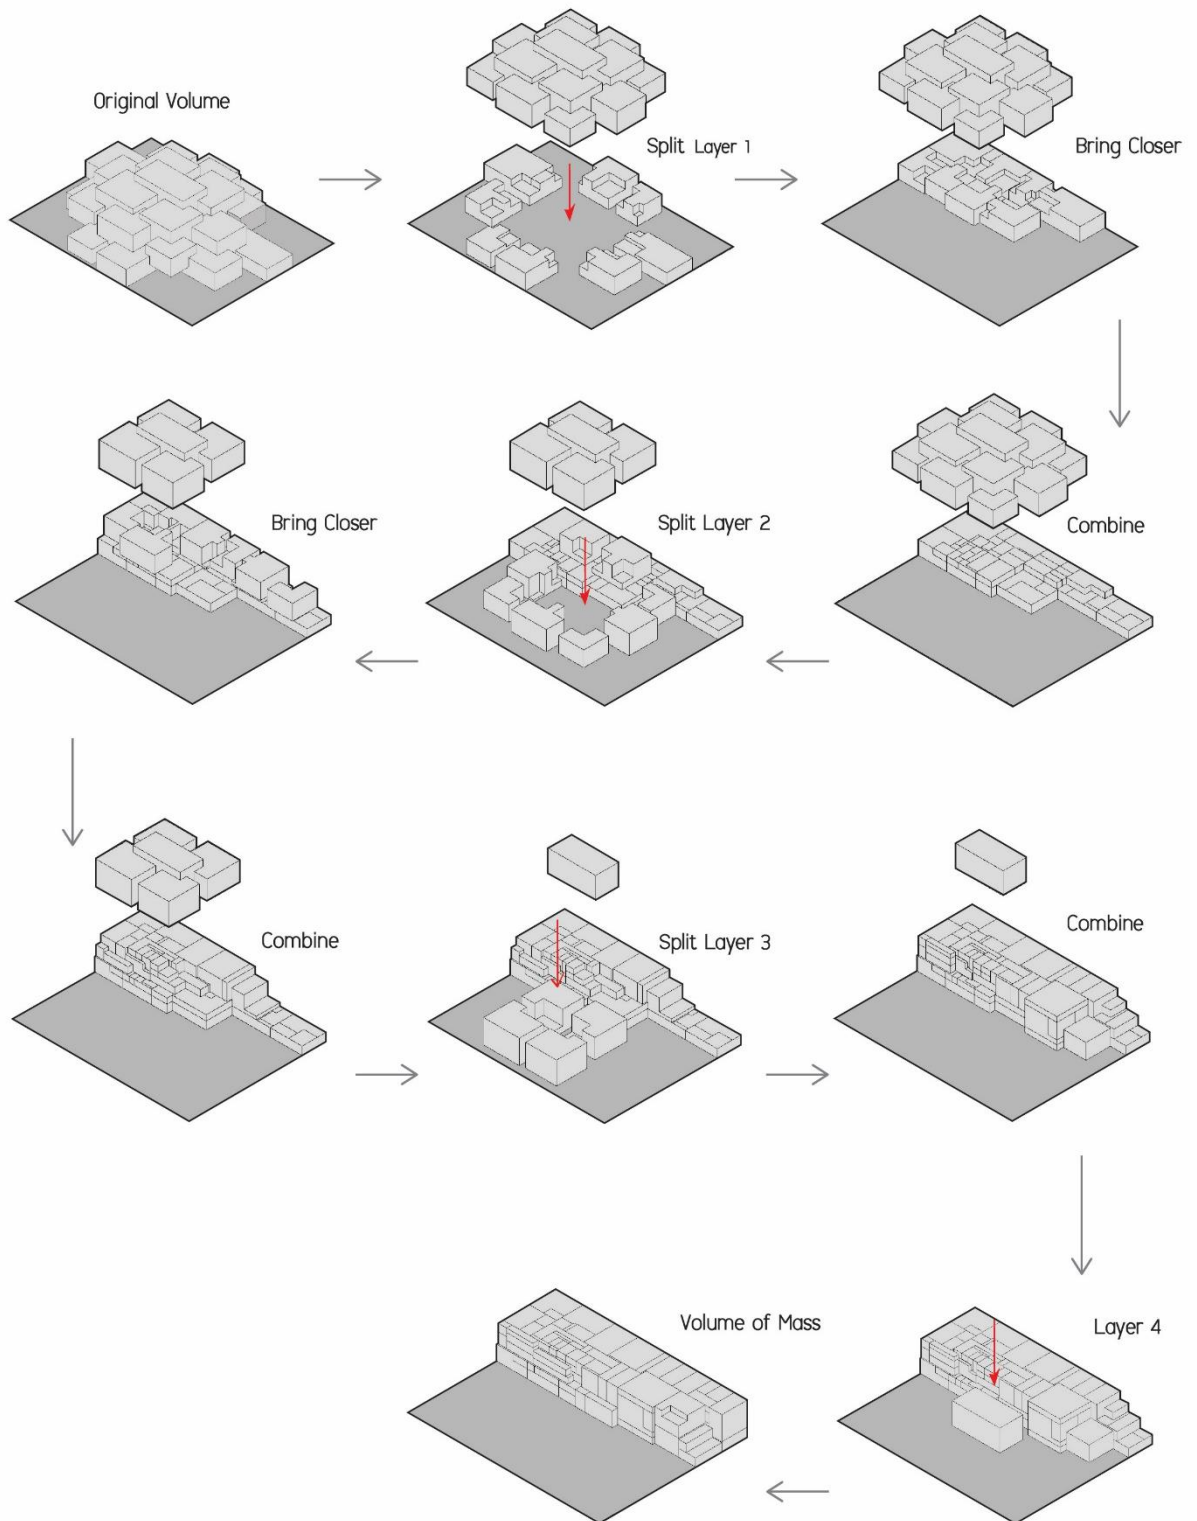 Original Volume
Split Layer 1
Bring Closer
Combine
Split Layer 2
Bring Closer
Combine
Split Layer 3
Combine
Layer 4
Volume of Mass